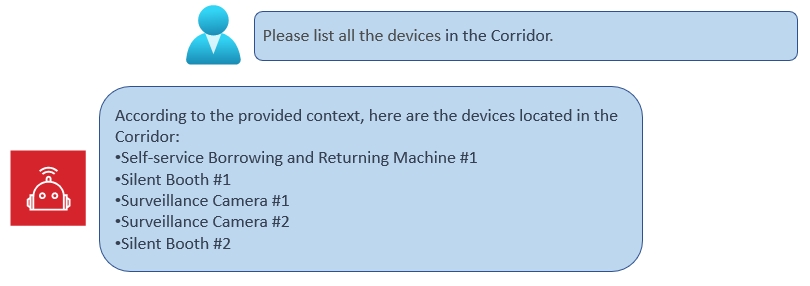 Please list all the devices in the Corridor.
According to the provided context, here are the devices located in the
Corridor:
•Self-service Borrowing and Returning Machine #1
•Silent Booth #1
•Surveillance Camera #1
•Surveillance Camera #2
•Silent Booth #2